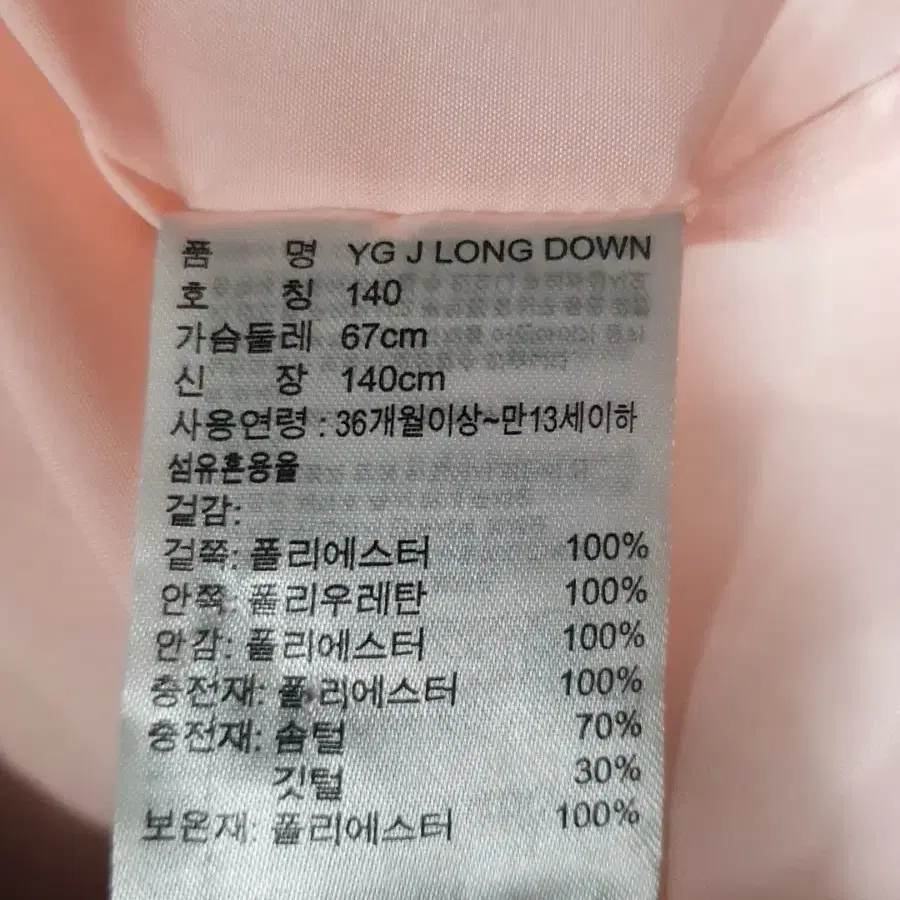 품 명 YG J LONG DOWN
호 칭 140
가슴둘레 67cm
신 장 140cm
사용연령 : 36개월이상~만13세이하
섬유혼용율
겉감:
겉쪽: 폴리에스터 100%
안쪽: 폴리우레탄 100%
안감: 폴리에스터 100%
충전재: 폴리에스터 100%
충전재: 솜털 70%
깃털 30%
보온재: 폴리에스터 100%